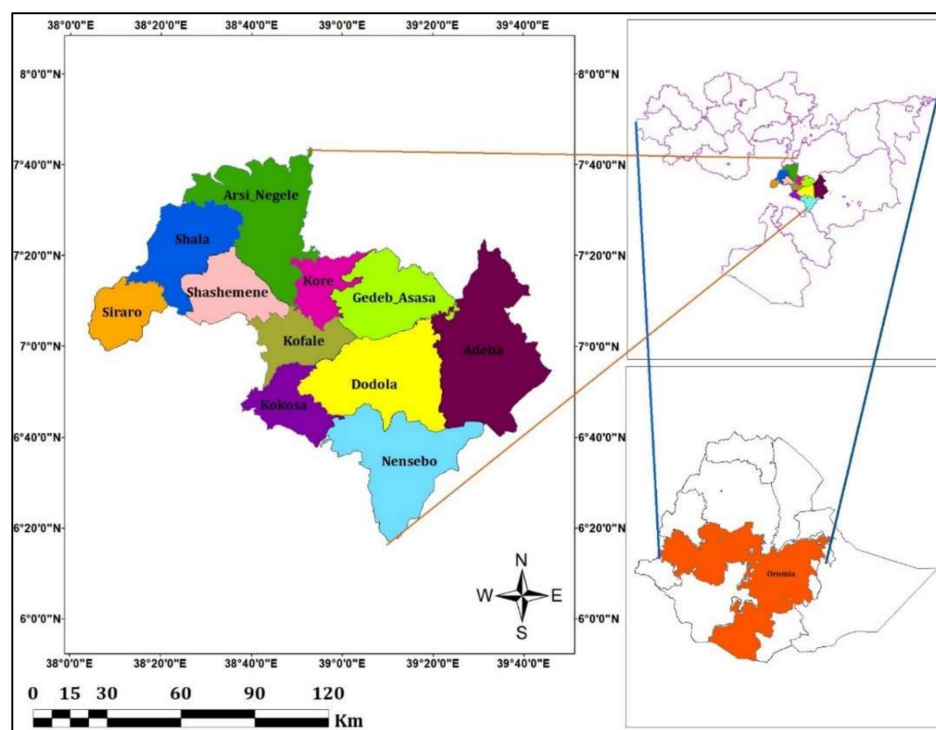 38°0'0"E 38°20'0"E 38°40'0"E 39°0'0"E 39°20'0"E 39°40'0"E
8°0'0"N 8°0'0"N
7°40'0"N 7°40'0"N
Arsi_Negele
Shala
7°20'0"N 7°20'0"N
Kore
Shashemene
Gedeb_Asasa
Siraro
Kofale
7°0'0"N 7°0'0"N
Adeba
Dodola
Kokosa
6°40'0"N 6°40'0"N
Nensebo
6°20'0"N 6°20'0"N
Oromia
N
W E
S
6°0'0"N 6°0'0"N
38°0'0"E 38°20'0"E 38°40'0"E 39°0'0"E 39°20'0"E 39°40'0"E
0 15 30 60 90 120
Km